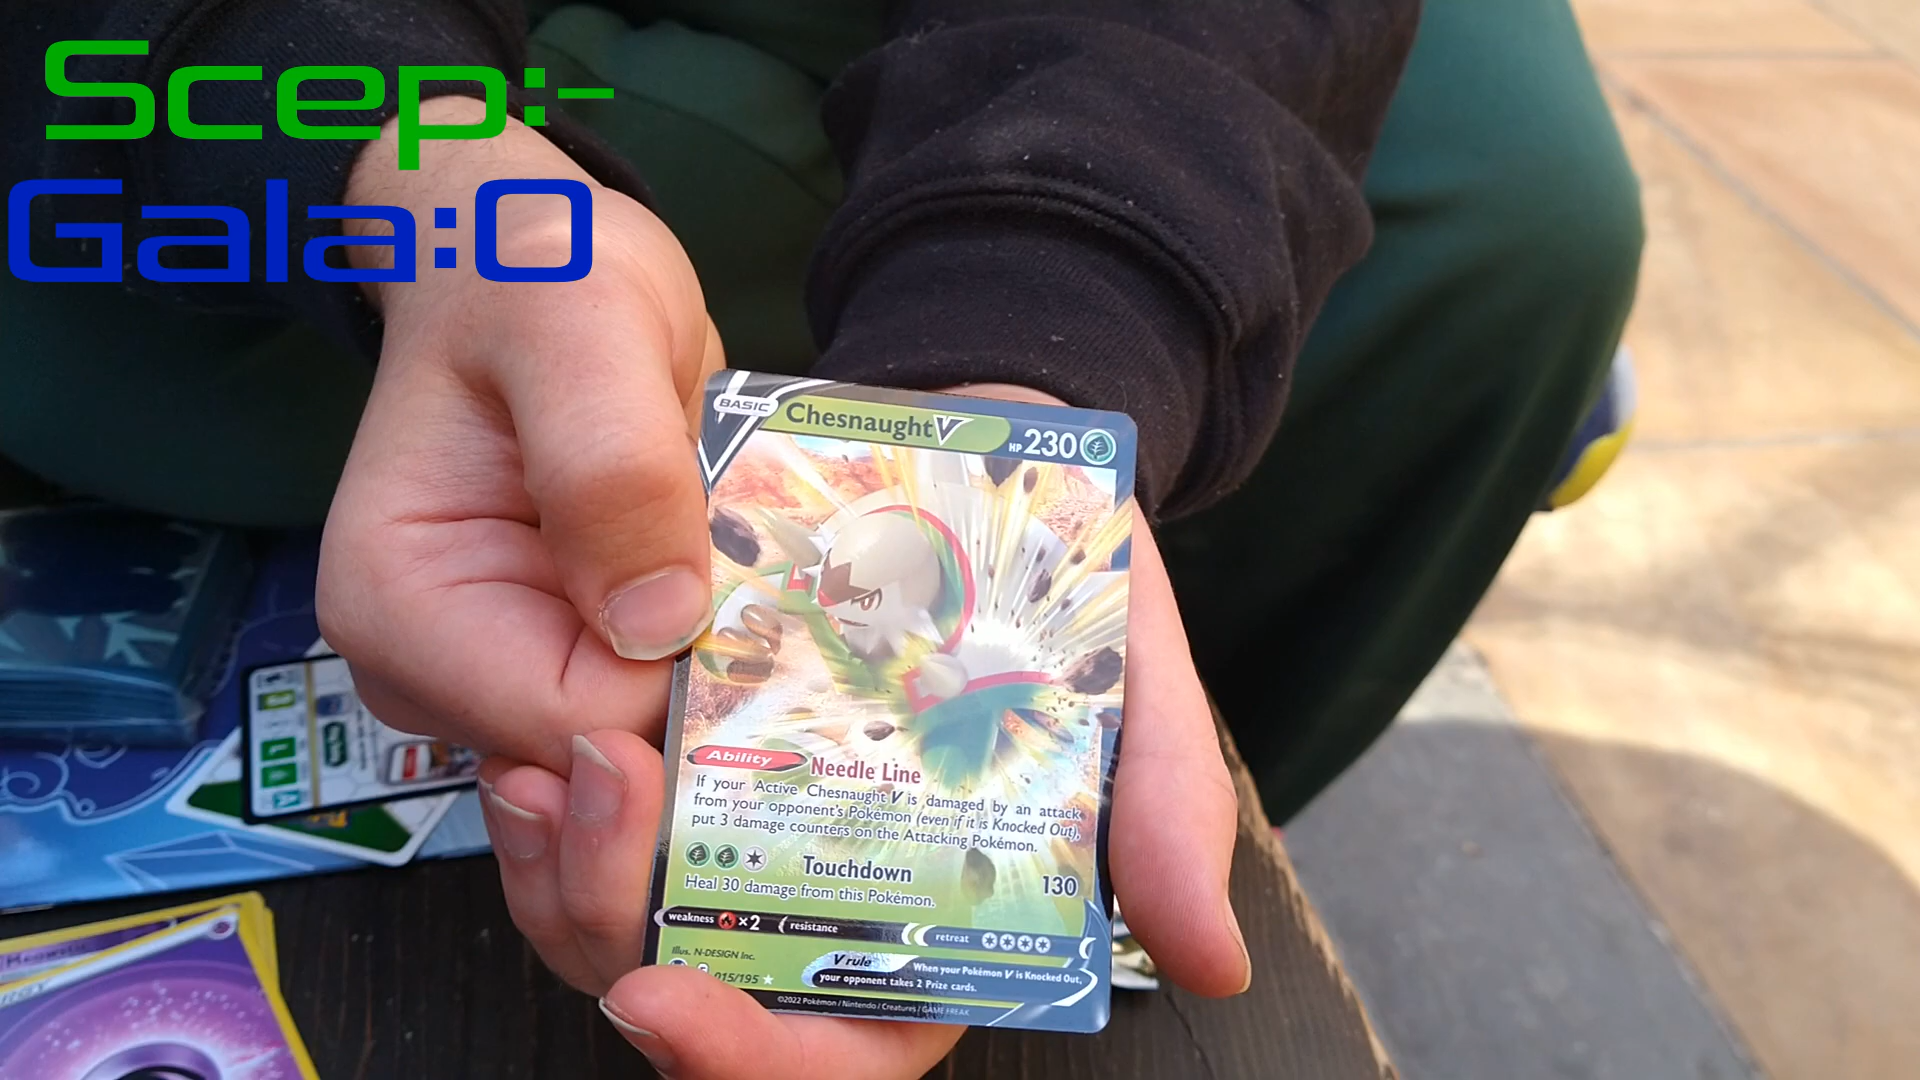 Scep:-
Gala:0
BASIC
Chesnaught V
HP 230
Ability
Needle Line
If your Active Chesnaught V is damaged by an attack
from your opponent's Pokémon (even if it is Knocked Out),
put 3 damage counters on the Attacking Pokémon.
Touchdown 130
Heal 30 damage from this Pokémon.
weakness ×2 resistance retreat
Illus. N-DESIGN Inc.
015/195
V rule
When your Pokémon V is Knocked Out,
your opponent takes 2 Prize cards.
©2022 Pokémon / Nintendo / Creatures / GAME FREAK
Meowstic